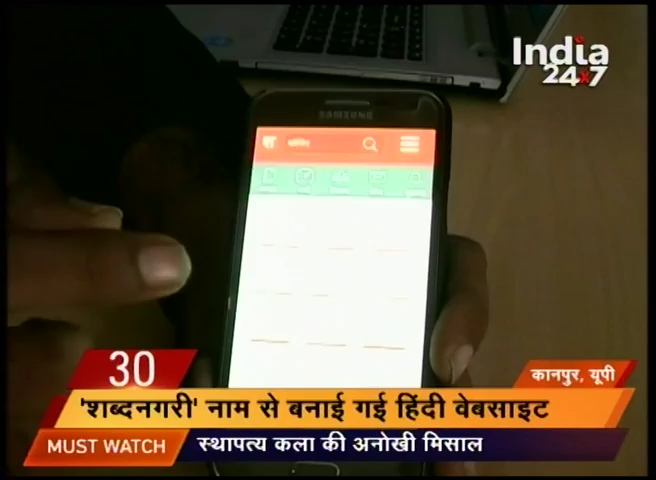 India
24x7
SAMSUNG
30
कानपुर, यूपी
'शब्दनगरी' नाम से बनाई गई हिंदी वेबसाइट
MUST WATCH
स्थापत्य कला की अनोखी मिसाल